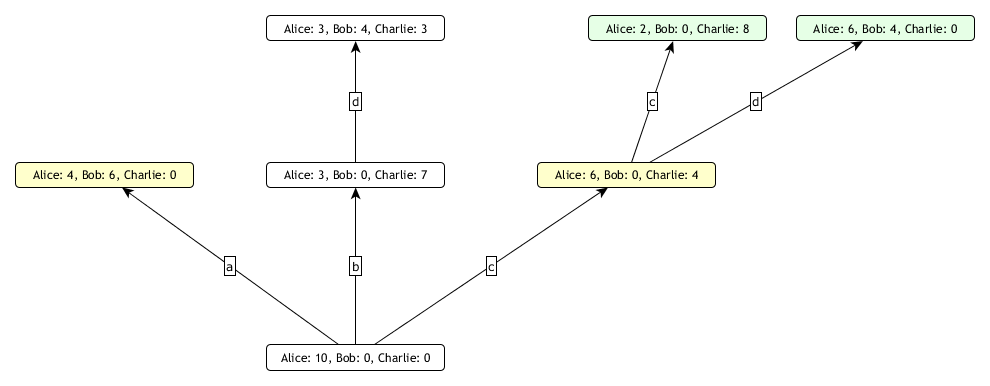 Alice: 3, Bob: 4, Charlie: 3
Alice: 2, Bob: 0, Charlie: 8
Alice: 6, Bob: 4, Charlie: 0
d
c
d
Alice: 4, Bob: 6, Charlie: 0
Alice: 3, Bob: 0, Charlie: 7
Alice: 6, Bob: 0, Charlie: 4
a
b
c
Alice: 10, Bob: 0, Charlie: 0